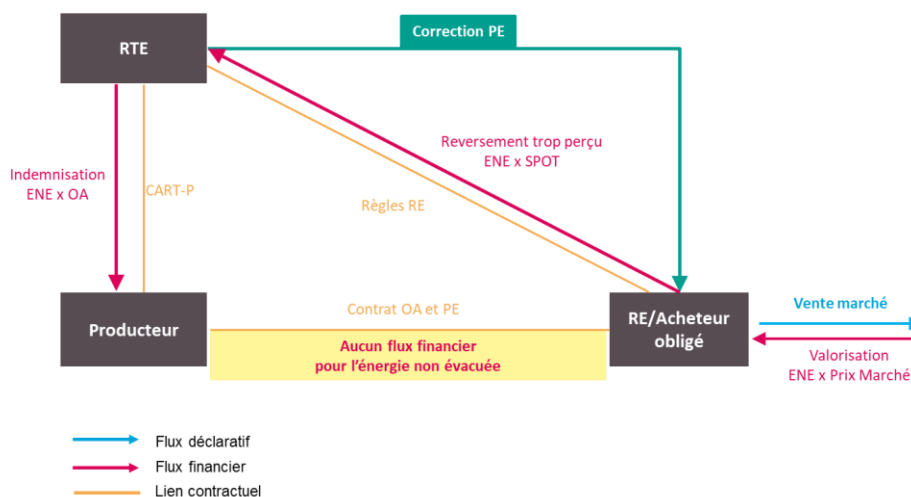 Correction PE
RTE
Reversement trop perçu
ENE x SPOT
Indemnisation
ENE x OA
CART-P
Règles RE
Contrat OA et PE
Producteur
RE/Acheteur
obligé
Vente marché
Aucun flux financier
pour l'énergie non évacuée
Valorisation
ENE x Prix Marché
Flux déclaratif
Flux financier
Lien contractuel